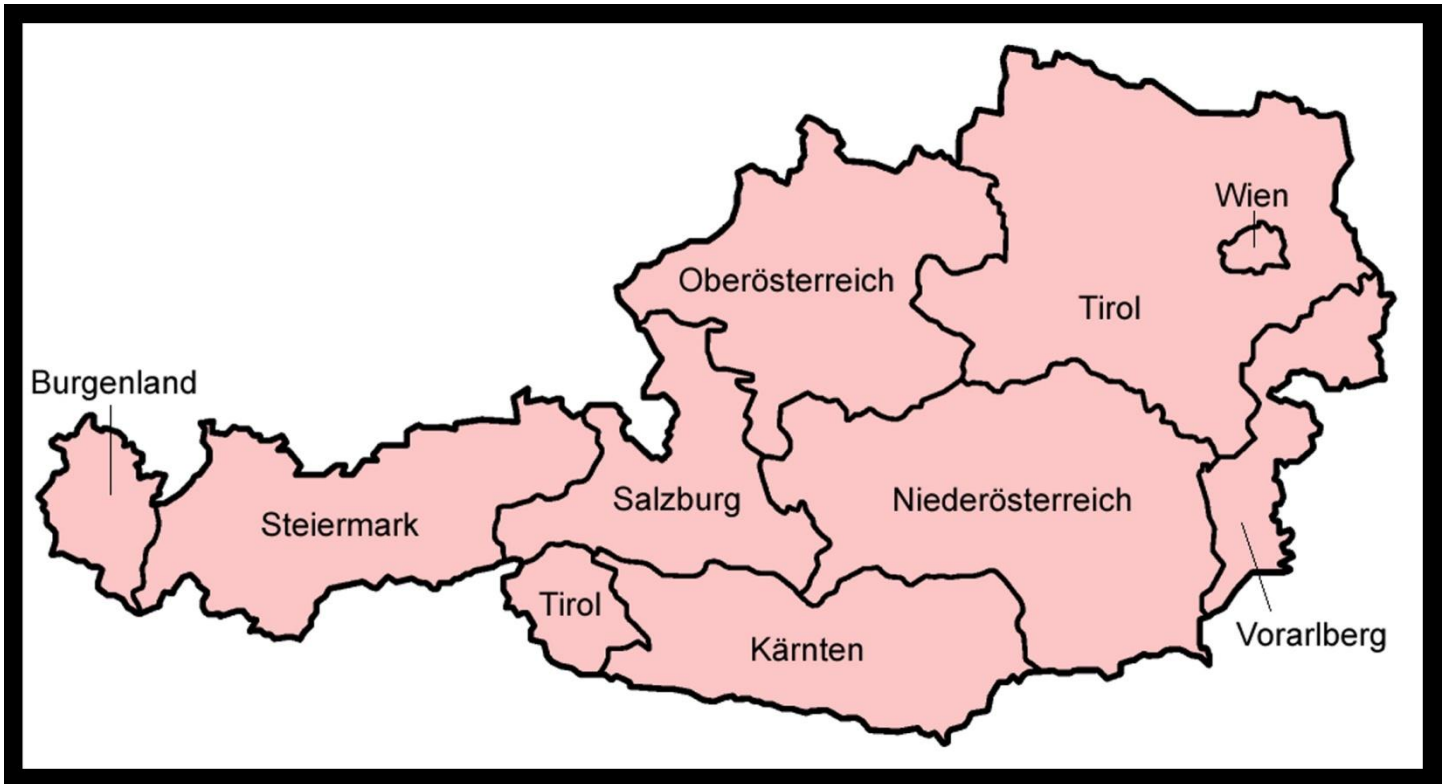 Wien
Oberösterreich
Tirol
Burgenland
Salzburg
Niederösterreich
Steiermark
Tirol
Kärnten
Vorarlberg